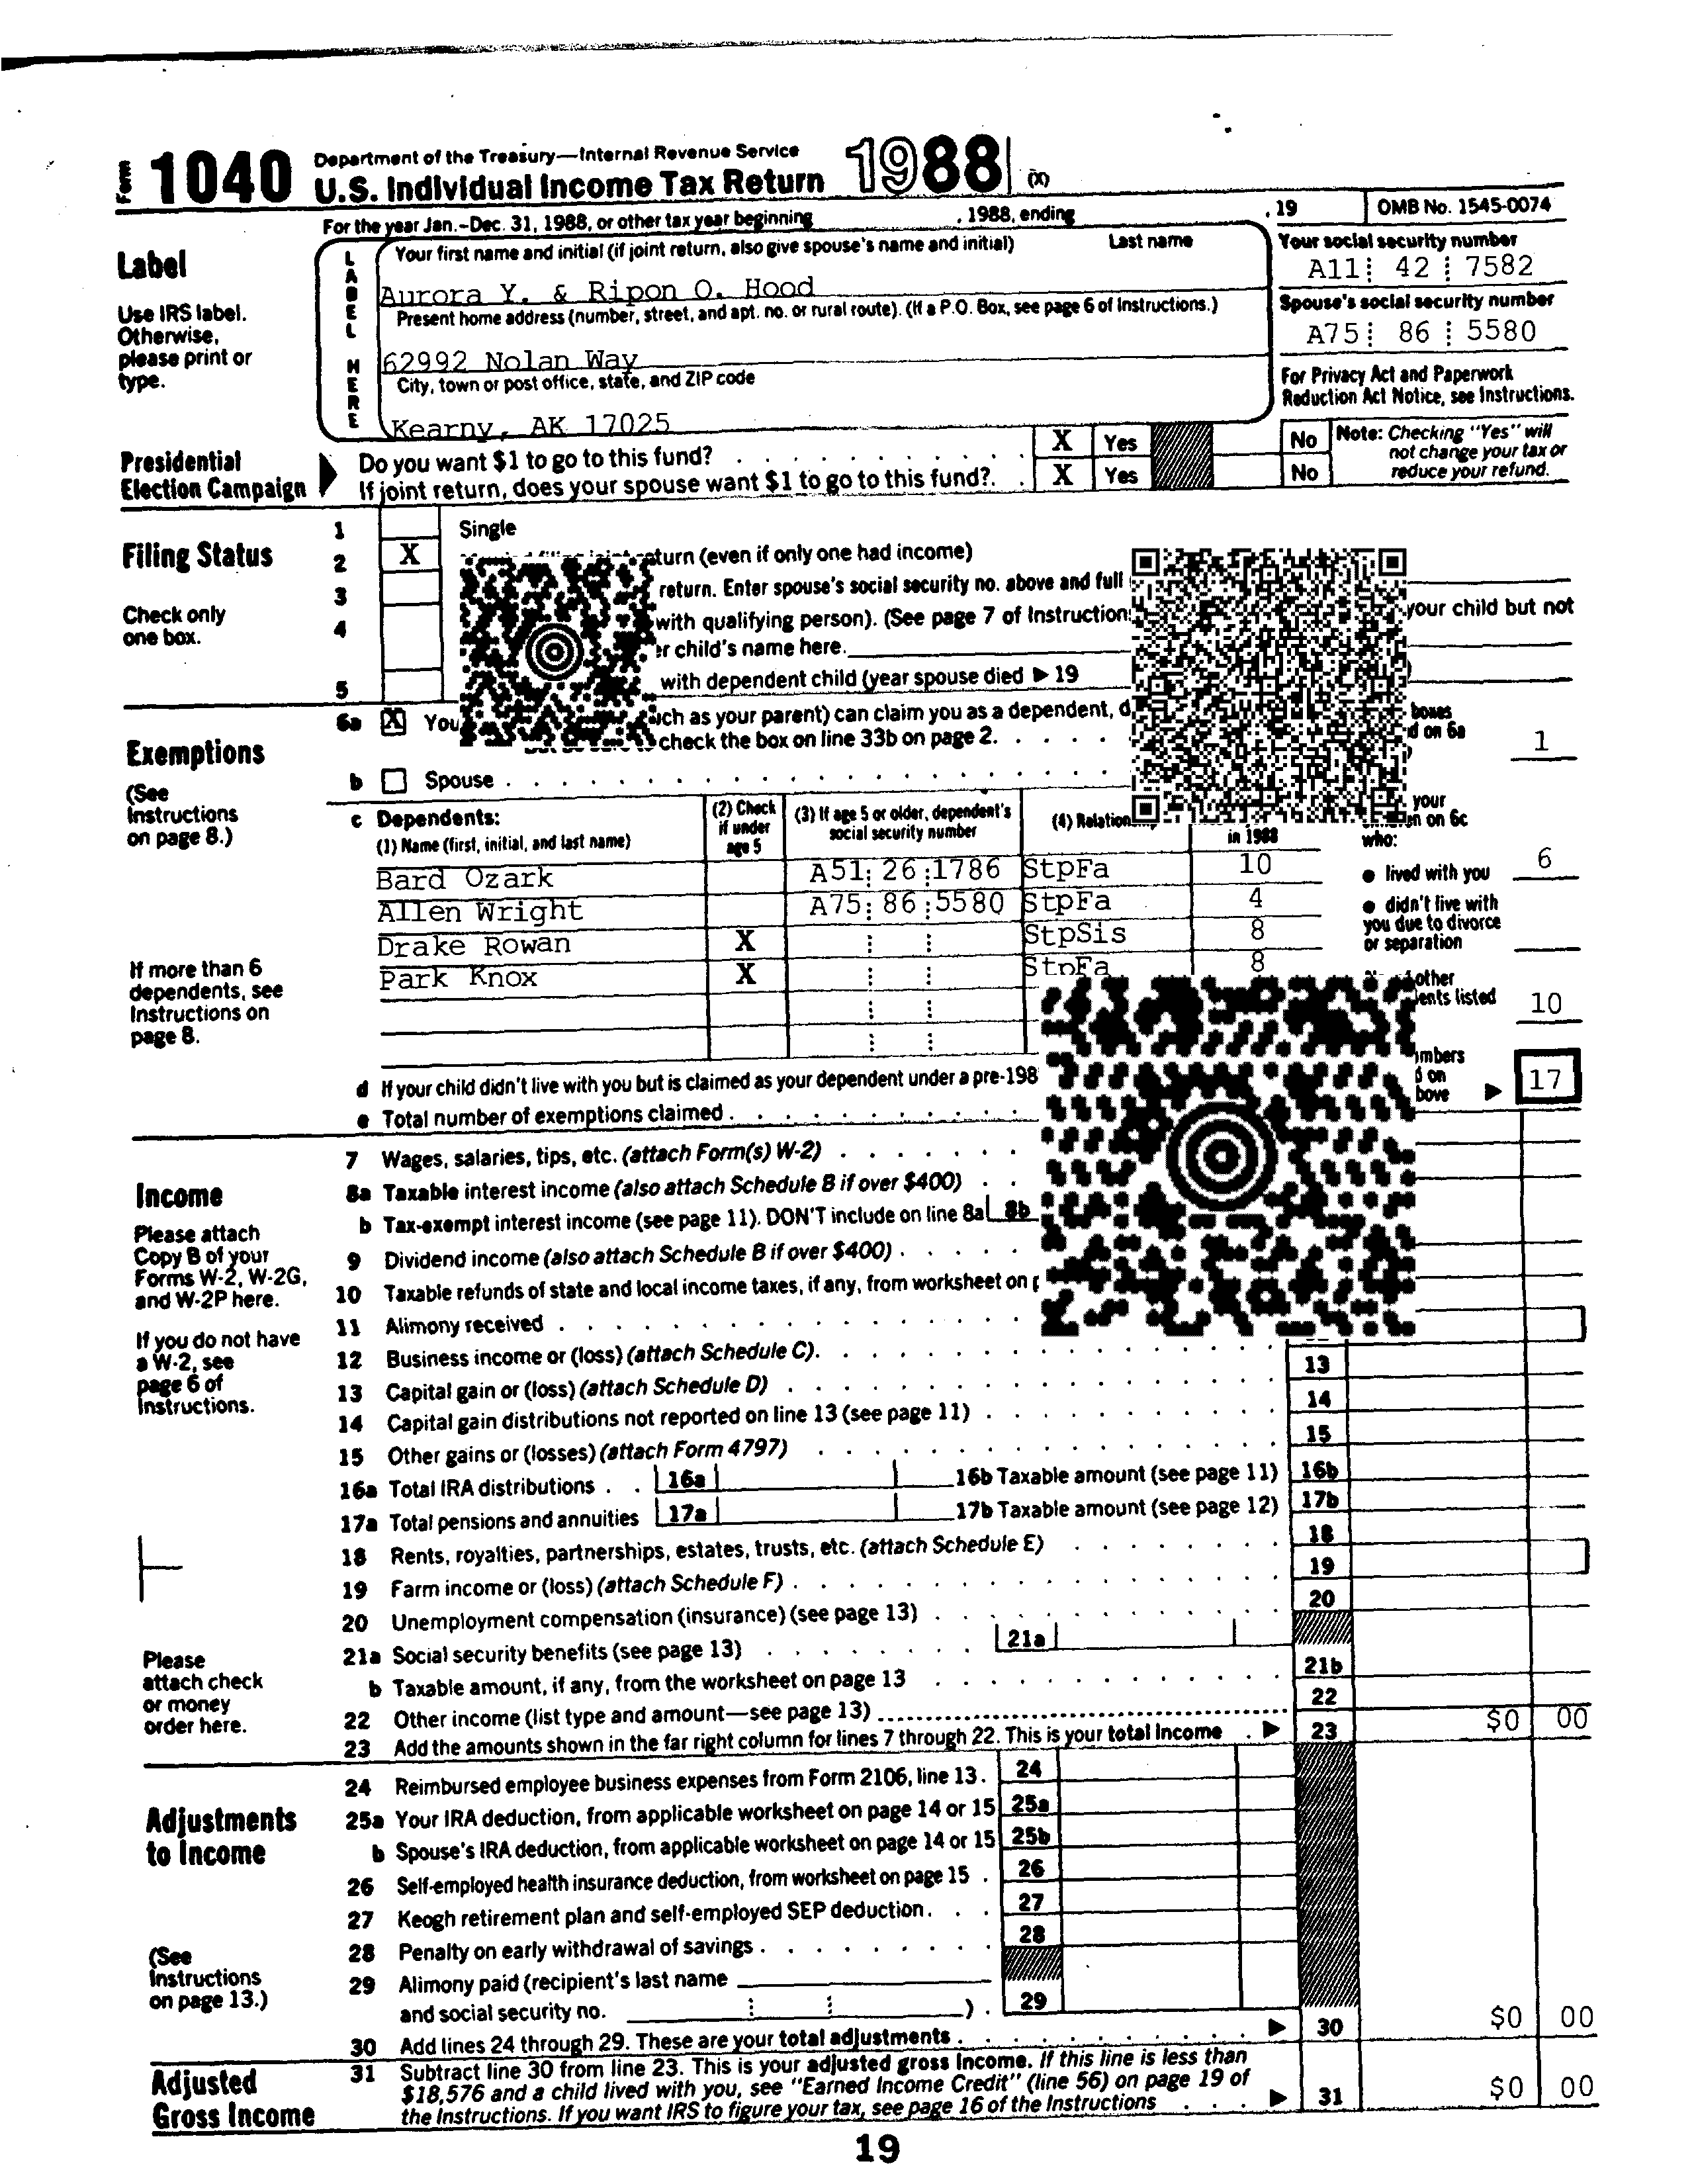 Form 1040 Department of the Treasury—Internal Revenue Service
U.S. Individual Income Tax Return 1988 (X)
For the year Jan.-Dec. 31, 1988, or other tax year beginning , 1988, ending , 19 OMB No. 1545-0074
Label
Use IRS label. Otherwise, please print or type.
LABEL HERE
Your first name and initial (if joint return, also give spouse's name and initial) Last name
Aurora Y. & Ripon O. Hood
Your social security number
A11 42 7582
Present home address (number, street, and apt. no. or rural route). (If a P.O. Box, see page 6 of Instructions.)
62992 Nolan Way
Spouse's social security number
A75 86 5580
City, town or post office, state, and ZIP code
Kearny, AK 17025
For Privacy Act and Paperwork
Reduction Act Notice, see Instructions.
Presidential
Election Campaign
Do you want $1 to go to this fund? X Yes No
If joint return, does your spouse want $1 to go to this fund? X Yes No
Note: Checking "Yes" will
not change your tax or
reduce your refund.
Filing Status
Check only
one box.
1 Single
2 X return (even if only one had income)
3 return. Enter spouse's social security no. above and full
4 with qualifying person). (See page 7 of Instructions your child but not
child's name here.
5 with dependent child (year spouse died ▶ 19
Exemptions
(See
Instructions
on page 8.)
6a X You such as your parent) can claim you as a dependent, d
check the box on line 33b on page 2.
boxes
on 6a
1
b Spouse
c Dependents:
(1) Name (first, initial, and last name)
(2) Check if under age 5
(3) If age 5 or older, dependent's social security number
(4) Relation
in 1988
your
on 6c
who:
Bard Ozark A51 26 1786 StpFa 10
Allen Wright A75 86 5580 StpFa 4
Drake Rowan X StpSis 8
Park Knox X StpFa 8
● lived with you 6
● didn't live with
you due to divorce
or separation
other
listed 10
17
If more than 6
dependents, see
Instructions on
page 8.
d If your child didn't live with you but is claimed as your dependent under a pre-198
e Total number of exemptions claimed
Income
Please attach
Copy B of your
Forms W-2, W-2G,
and W-2P here.
If you do not have
a W-2, see
page 6 of
Instructions.
7 Wages, salaries, tips, etc. (attach Form(s) W-2)
8a Taxable interest income (also attach Schedule B if over $400)
b Tax-exempt interest income (see page 11). DON'T include on line 8a 8b
9 Dividend income (also attach Schedule B if over $400)
10 Taxable refunds of state and local income taxes, if any, from worksheet on
11 Alimony received
12 Business income or (loss) (attach Schedule C).
13 Capital gain or (loss) (attach Schedule D) 13
14 Capital gain distributions not reported on line 13 (see page 11) 14
15 Other gains or (losses) (attach Form 4797) 15
16a Total IRA distributions 16a 16b Taxable amount (see page 11) 16b
17a Total pensions and annuities 17a 17b Taxable amount (see page 12) 17b
18 Rents, royalties, partnerships, estates, trusts, etc. (attach Schedule E) 18
19 Farm income or (loss) (attach Schedule F) 19
20 Unemployment compensation (insurance) (see page 13) 20
21a Social security benefits (see page 13) 21a
b Taxable amount, if any, from the worksheet on page 13 21b
22 Other income (list type and amount—see page 13) 22
23 Add the amounts shown in the far right column for lines 7 through 22. This is your total income ▶ 23 $0 00
Please
attach check
or money
order here.
Adjustments
to Income
(See
Instructions
on page 13.)
24 Reimbursed employee business expenses from Form 2106, line 13. 24
25a Your IRA deduction, from applicable worksheet on page 14 or 15 25a
b Spouse's IRA deduction, from applicable worksheet on page 14 or 15 25b
26 Self-employed health insurance deduction, from worksheet on page 15 26
27 Keogh retirement plan and self-employed SEP deduction. 27
28 Penalty on early withdrawal of savings 28
29 Alimony paid (recipient's last name
and social security no. ) 29
30 Add lines 24 through 29. These are your total adjustments ▶ 30 $0 00
Adjusted
Gross Income
31 Subtract line 30 from line 23. This is your adjusted gross income. If this line is less than
$18,576 and a child lived with you, see "Earned Income Credit" (line 56) on page 19 of
the Instructions. If you want IRS to figure your tax, see page 16 of the Instructions ▶ 31 $0 00
19